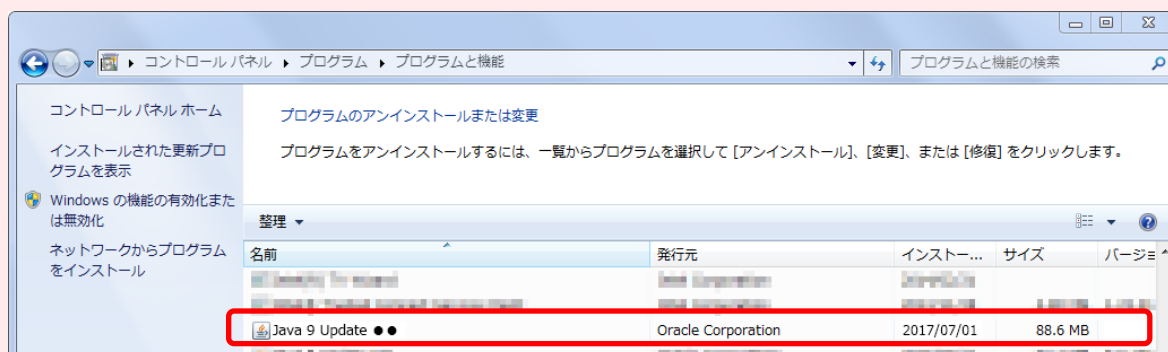 コントロール パネル ▸ プログラム ▸ プログラムと機能
プログラムと機能の検索
コントロール パネル ホーム
インストールされた更新プロ
グラムを表示
Windows の機能の有効化また
は無効化
ネットワークからプログラム
をインストール
プログラムのアンインストールまたは変更
プログラムをアンインストールするには、一覧からプログラムを選択して [アンインストール]、[変更]、または [修復] をクリックします。
整理
名前 発行元 インストー... サイズ バージョ
Java 9 Update ●● Oracle Corporation 2017/07/01 88.6 MB